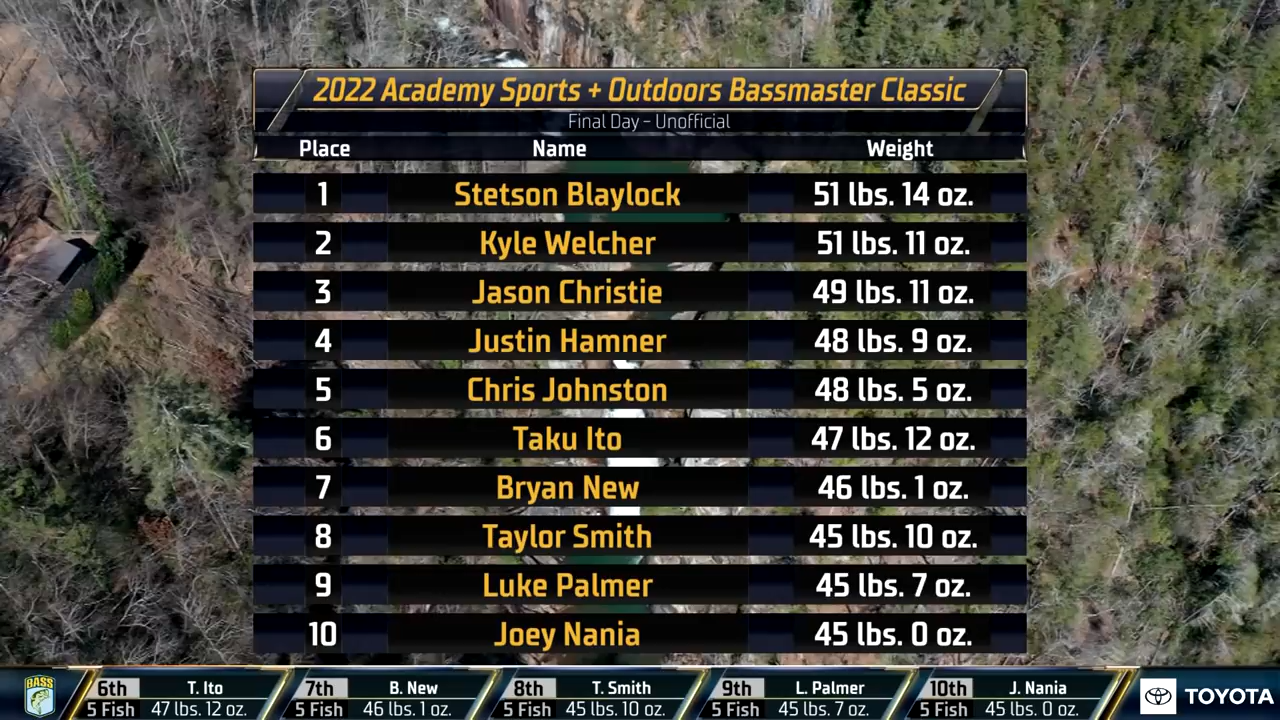 2022 Academy Sports + Outdoors Bassmaster Classic
Final Day – Unofficial
Place Name Weight
1 Stetson Blaylock 51 lbs. 14 oz.
2 Kyle Welcher 51 lbs. 11 oz.
3 Jason Christie 49 lbs. 11 oz.
4 Justin Hamner 48 lbs. 9 oz.
5 Chris Johnston 48 lbs. 5 oz.
6 Taku Ito 47 lbs. 12 oz.
7 Bryan New 46 lbs. 1 oz.
8 Taylor Smith 45 lbs. 10 oz.
9 Luke Palmer 45 lbs. 7 oz.
10 Joey Nania 45 lbs. 0 oz.
BASS
6th T. Ito 7th B. New 8th T. Smith 9th L. Palmer 10th J. Nania
5 Fish 47 lbs. 12 oz. 5 Fish 46 lbs. 1 oz. 5 Fish 45 lbs. 10 oz. 5 Fish 45 lbs. 7 oz. 5 Fish 45 lbs. 0 oz.
TOYOTA